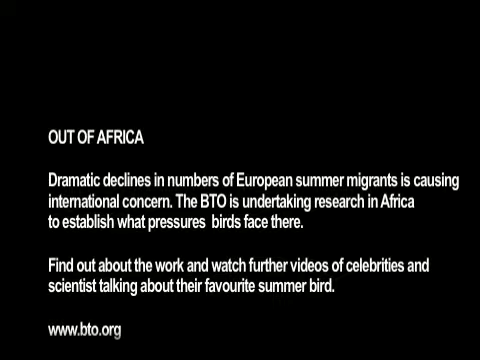 OUT OF AFRICA
Dramatic declines in numbers of European summer migrants is causing
international concern. The BTO is undertaking research in Africa
to establish what pressures  birds face there.
Find out about the work and watch further videos of celebrities and
scientist talking about their favourite summer bird.
www.bto.org